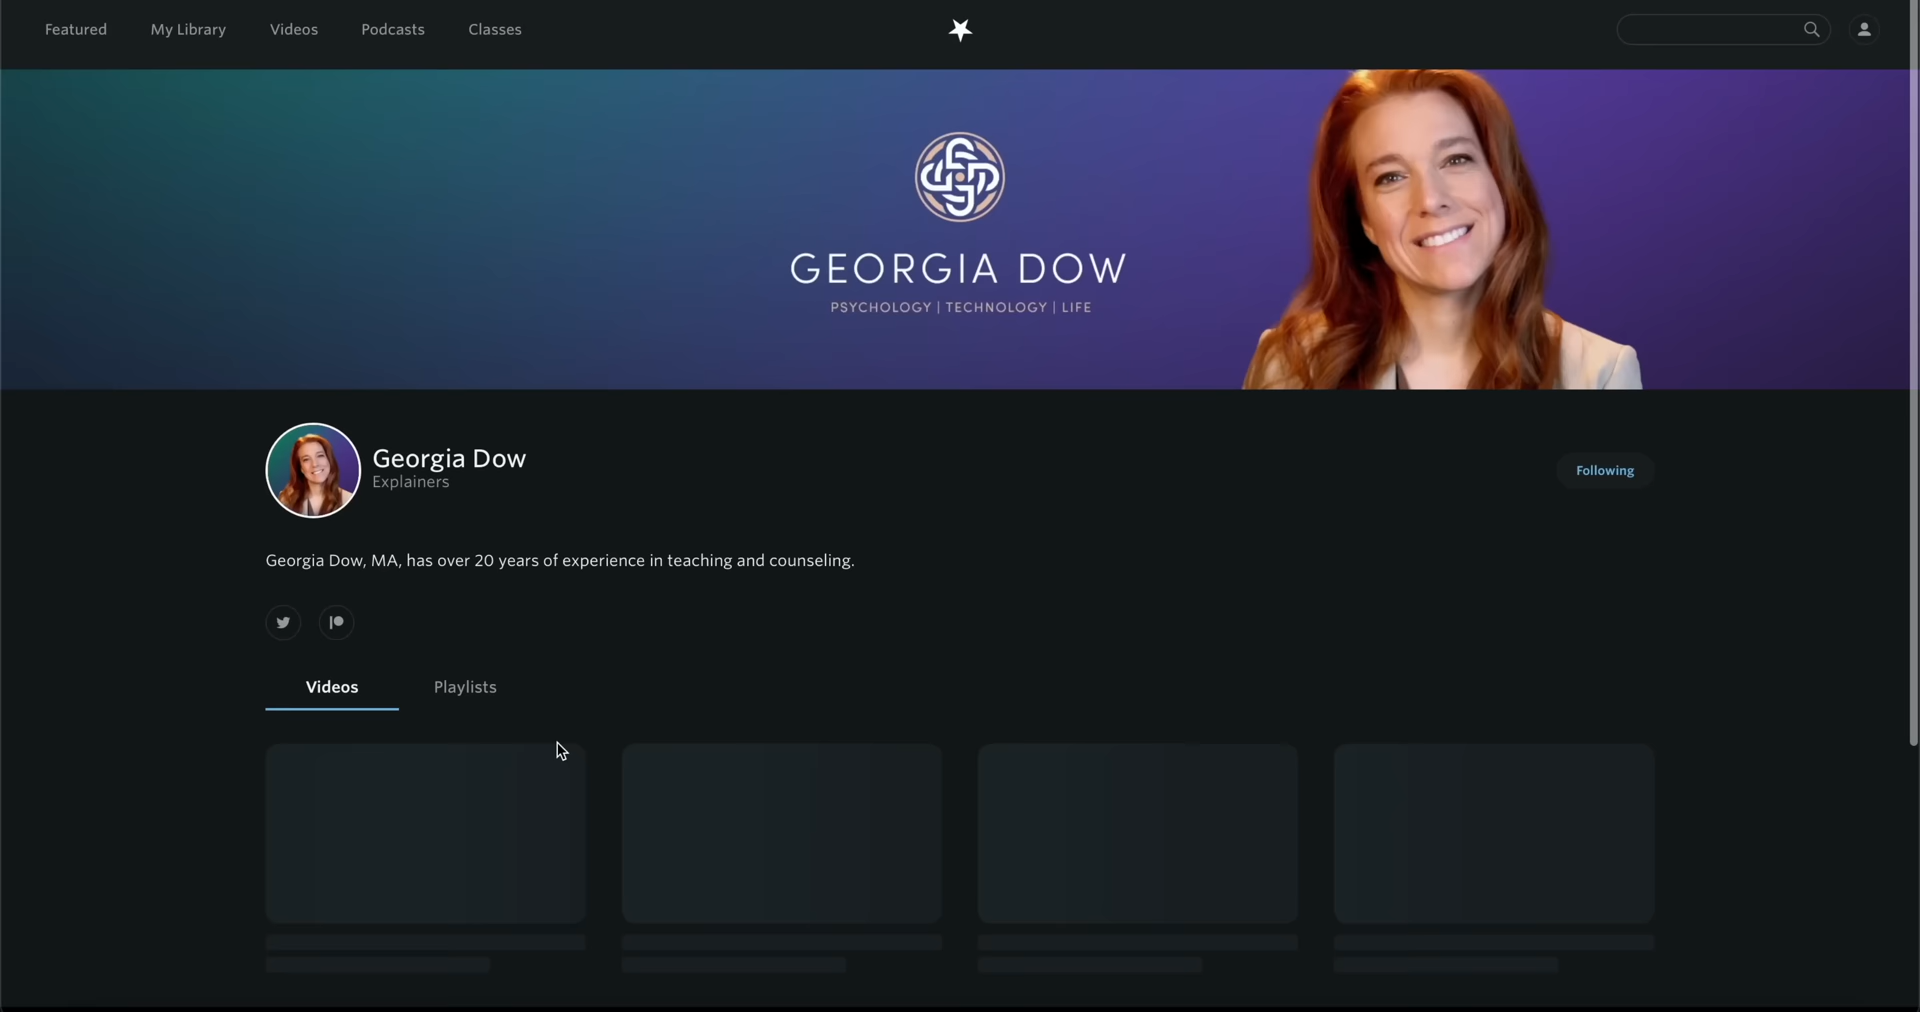 Featured My Library Videos Podcasts Classes
GEORGIA DOW
PSYCHOLOGY | TECHNOLOGY | LIFE
Georgia Dow
Explainers
Following
Georgia Dow, MA, has over 20 years of experience in teaching and counseling.
Videos Playlists